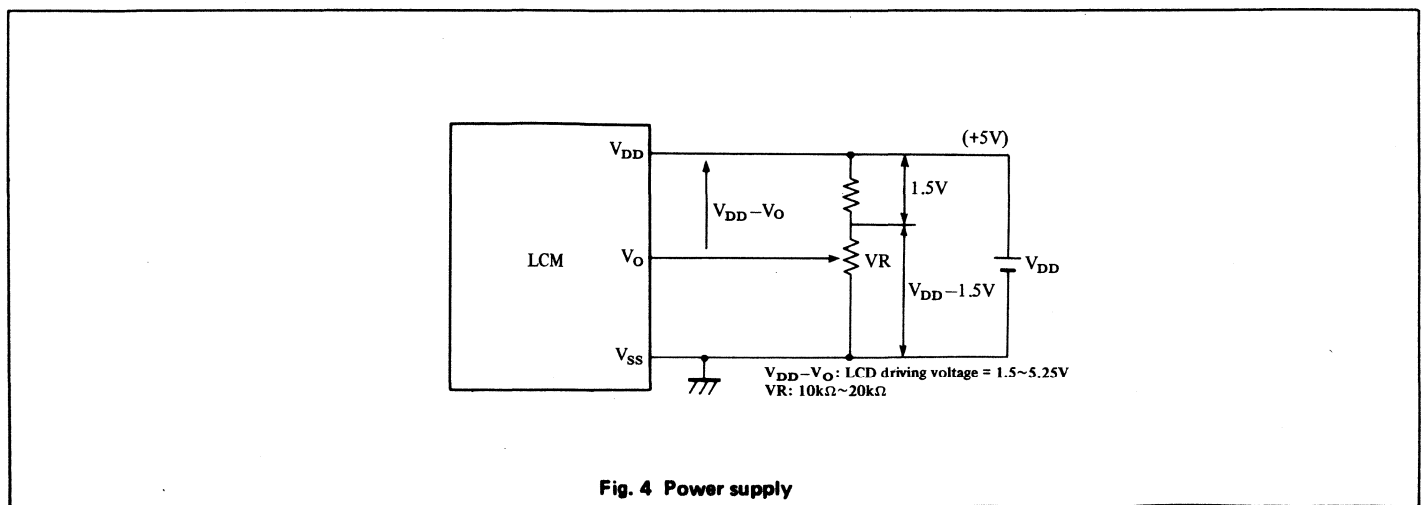 (+5V)
V_DD
1.5V
V_DD−V_O
LCM
V_O
VR
V_DD
V_DD−1.5V
V_SS
V_DD−V_O: LCD driving voltage = 1.5~5.25V
VR: 10kΩ~20kΩ
Fig. 4 Power supply